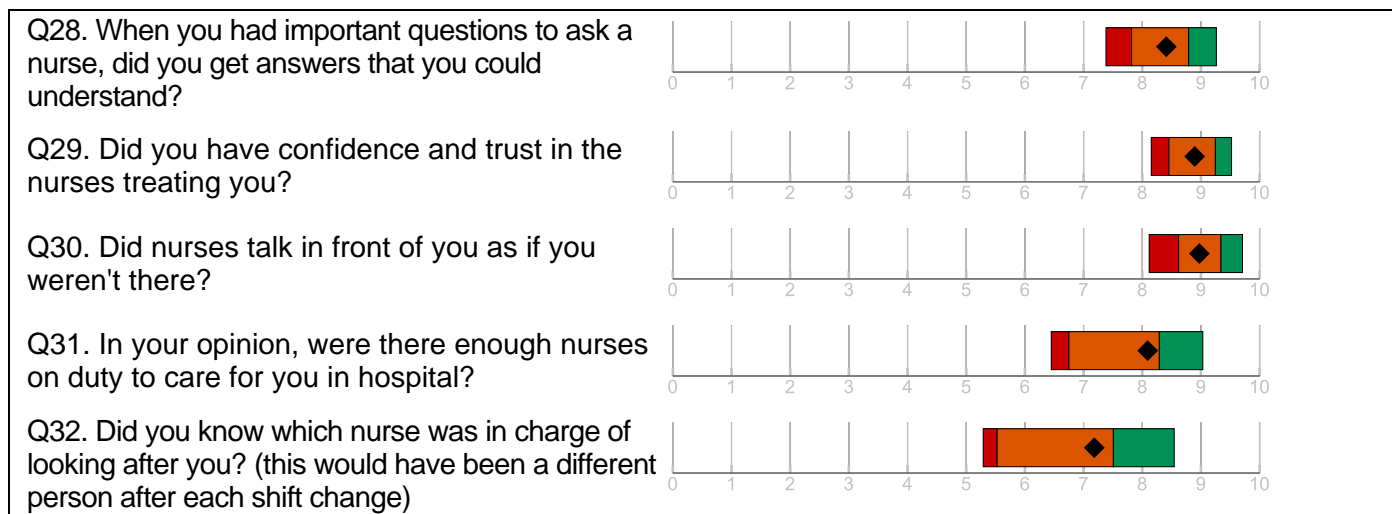 Q28. When you had important questions to ask a
nurse, did you get answers that you could
understand?
0 1 2 3 4 5 6 7 8 9 10
Q29. Did you have confidence and trust in the
nurses treating you?
0 1 2 3 4 5 6 7 8 9 10
Q30. Did nurses talk in front of you as if you
weren't there?
0 1 2 3 4 5 6 7 8 9 10
Q31. In your opinion, were there enough nurses
on duty to care for you in hospital?
0 1 2 3 4 5 6 7 8 9 10
Q32. Did you know which nurse was in charge of
looking after you? (this would have been a different
person after each shift change)
0 1 2 3 4 5 6 7 8 9 10